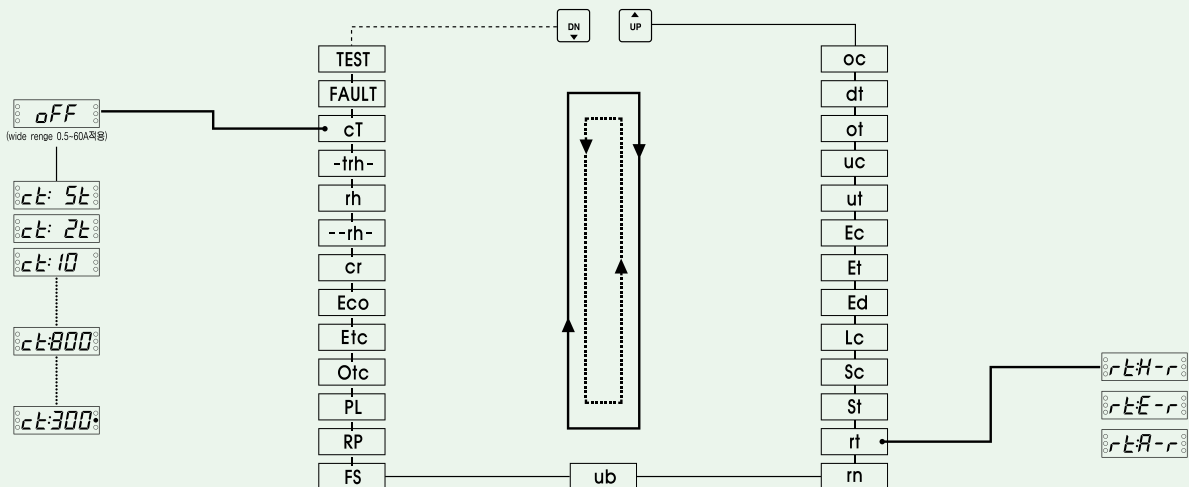 DN
UP
TEST
FAULT
cT
-trh-
rh
--rh-
cr
Eco
Etc
Otc
PL
RP
FS
ub
oc
dt
ot
uc
ut
Ec
Et
Ed
Lc
Sc
St
rt
rn
oFF
(wide renge 0.5~60A적용)
ct: 5t
ct: 2t
ct:10
ct:800
ct:300
rt:H-r
rt:E-r
rt:A-r